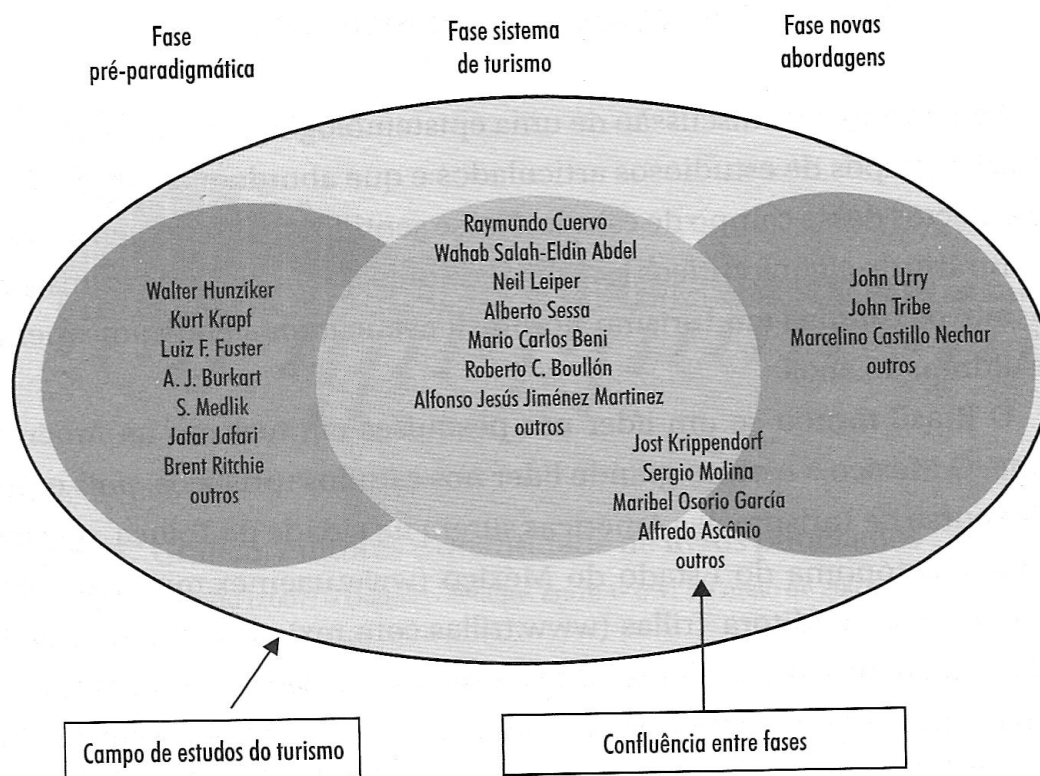 Fase
pré-paradigmática
Fase sistema
de turismo
Fase novas
abordagens
Walter Hunziker
Kurt Krapf
Luiz F. Fuster
A. J. Burkart
S. Medlik
Jafar Jafari
Brent Ritchie
outros
Raymundo Cuervo
Wahab Salah-Eldin Abdel
Neil Leiper
Alberto Sessa
Mario Carlos Beni
Roberto C. Boullón
Alfonso Jesús Jiménez Martinez
outros
John Urry
John Tribe
Marcelino Castillo Nechar
outros
Jost Krippendorf
Sergio Molina
Maribel Osorio García
Alfredo Ascânio
outros
Campo de estudos do turismo
Confluência entre fases